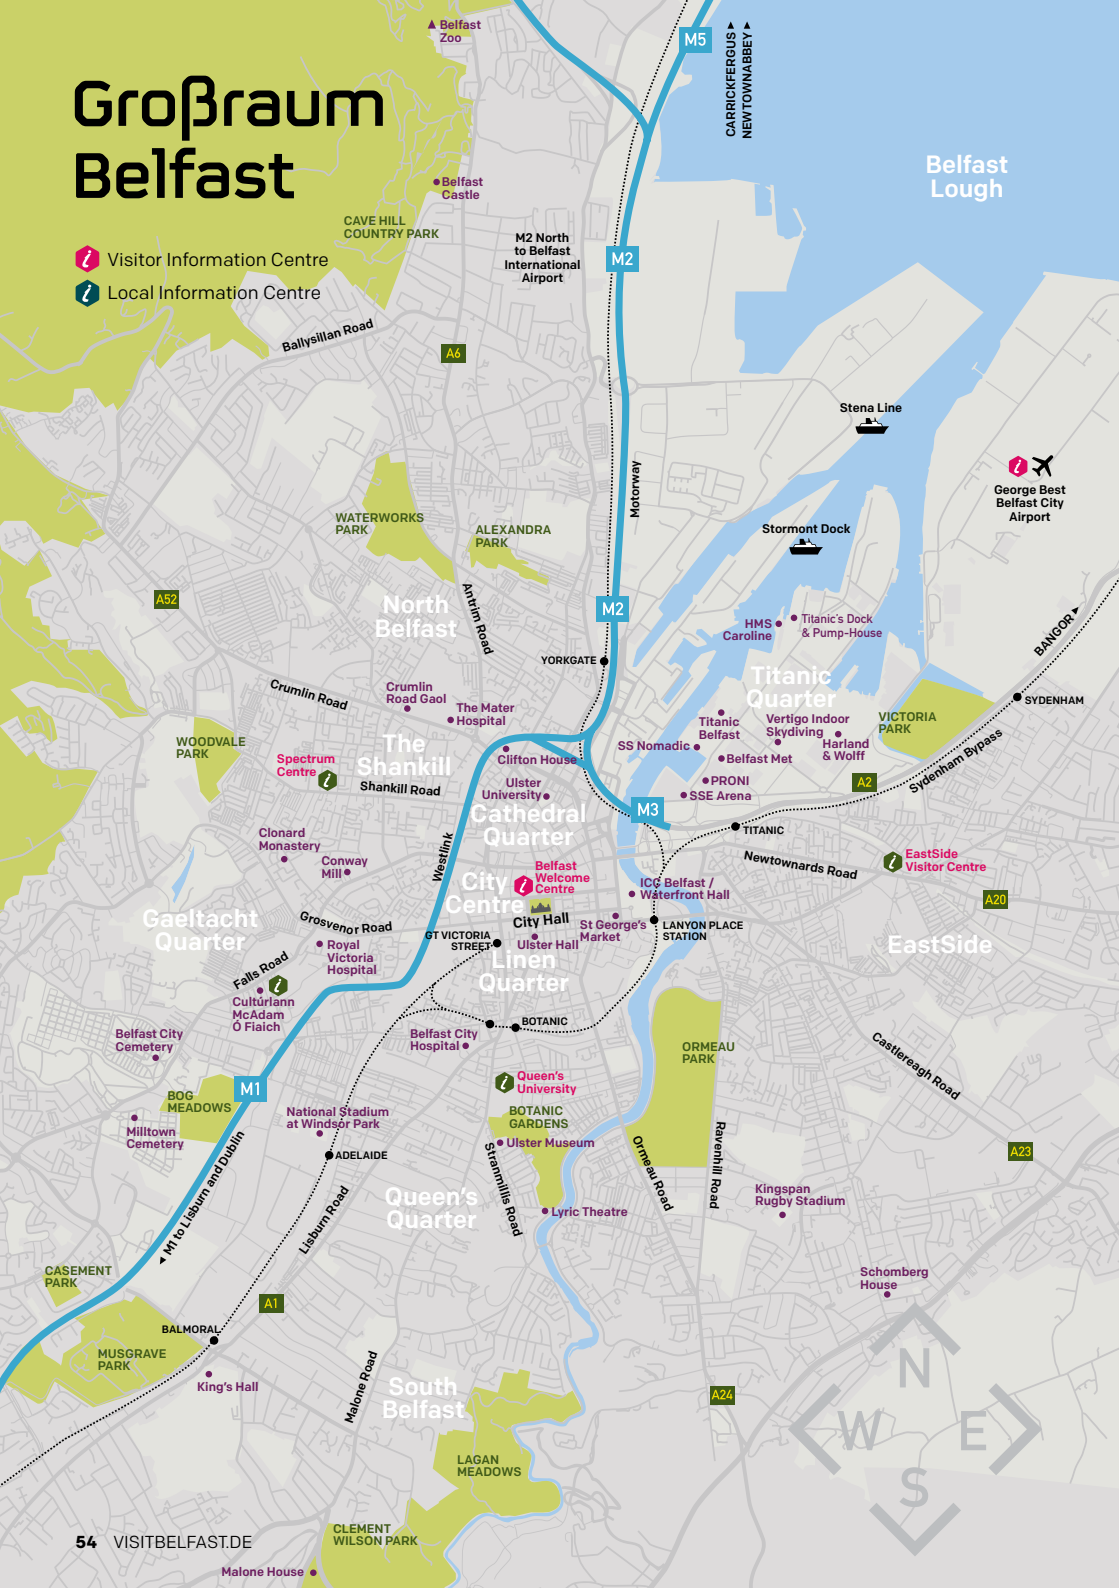 Großraum
Belfast
Visitor Information Centre
Local Information Centre
Belfast
Zoo
M5
CARRICKFERGUS
NEWTOWNABBEY
Belfast
Lough
Belfast
Castle
CAVE HILL
COUNTRY PARK
M2 North
to Belfast
International
Airport
M2
Ballysillan Road
A6
Stena Line
Motorway
George Best
Belfast City
Airport
WATERWORKS
PARK
ALEXANDRA
PARK
Stormont Dock
A52
North
Belfast
Antrim Road
M2
HMS
Caroline
Titanic's Dock
& Pump-House
BANGOR
YORKGATE
Titanic
Quarter
SYDENHAM
Crumlin Road
Crumlin
Road Gaol
The Mater
Hospital
Titanic
Belfast
Vertigo Indoor
Skydiving
VICTORIA
PARK
WOODVALE
PARK
The
Shankill
SS Nomadic
Harland
& Wolff
Spectrum
Centre
Clifton House
Belfast Met
Sydenham Bypass
Shankill Road
Ulster
University
PRONI
A2
SSE Arena
Cathedral
Quarter
M3
TITANIC
Clonard
Monastery
Westlink
Newtownards Road
EastSide
Visitor Centre
Conway
Mill
Belfast
Welcome
Centre
City
Centre
ICC Belfast /
Waterfront Hall
A20
Gaeltacht
Quarter
Grosvenor Road
City Hall
St George's
Market
LANYON PLACE
STATION
GT VICTORIA
STREET
Ulster Hall
EastSide
Royal
Victoria
Hospital
Linen
Quarter
Falls Road
Cultúrlann
McAdam
Ó Fiaich
BOTANIC
Belfast City
Cemetery
Belfast City
Hospital
ORMEAU
PARK
Castlereagh Road
BOG
MEADOWS
M1
Queen's
University
National Stadium
at Windsor Park
BOTANIC
GARDENS
Milltown
Cemetery
Ulster Museum
ADELAIDE
Ravenhill Road
A23
M1 to Lisburn and Dublin
Stranmillis Road
Ormeau Road
Queen's
Quarter
Kingspan
Rugby Stadium
Lisburn Road
Lyric Theatre
CASEMENT
PARK
Schomberg
House
A1
BALMORAL
MUSGRAVE
PARK
N
King's Hall
Malone Road
South
Belfast
A24
W
E
LAGAN
MEADOWS
S
CLEMENT
WILSON PARK
54 VISITBELFAST.DE
Malone House